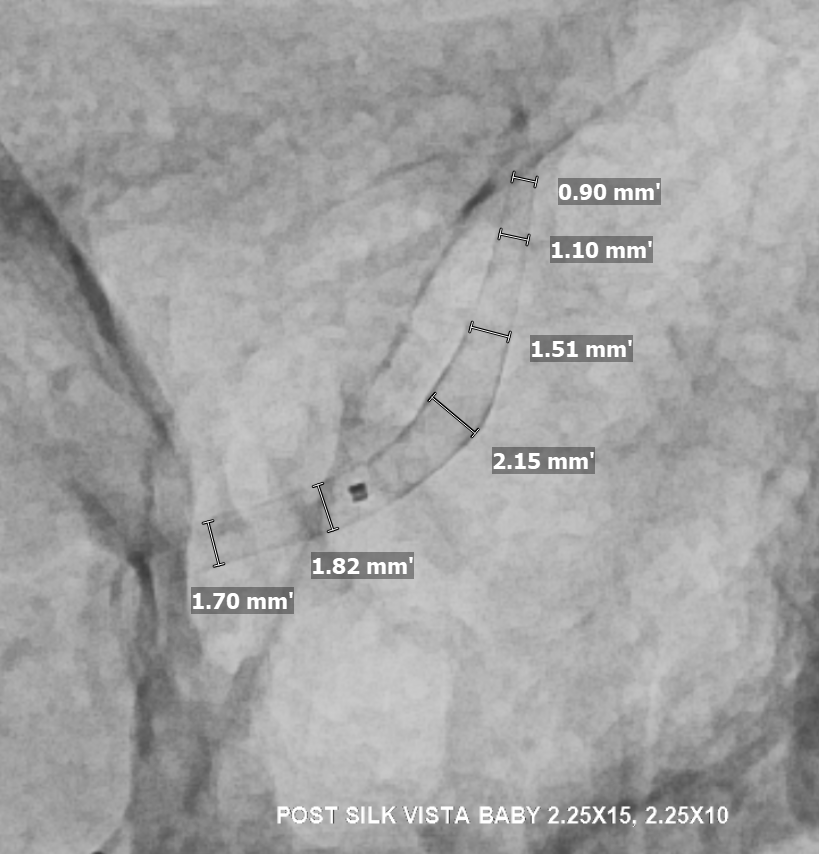 0.90 mm'
1.10 mm'
1.51 mm'
2.15 mm'
1.82 mm'
1.70 mm'
POST SILK VISTA BABY 2.25X15, 2.25X10